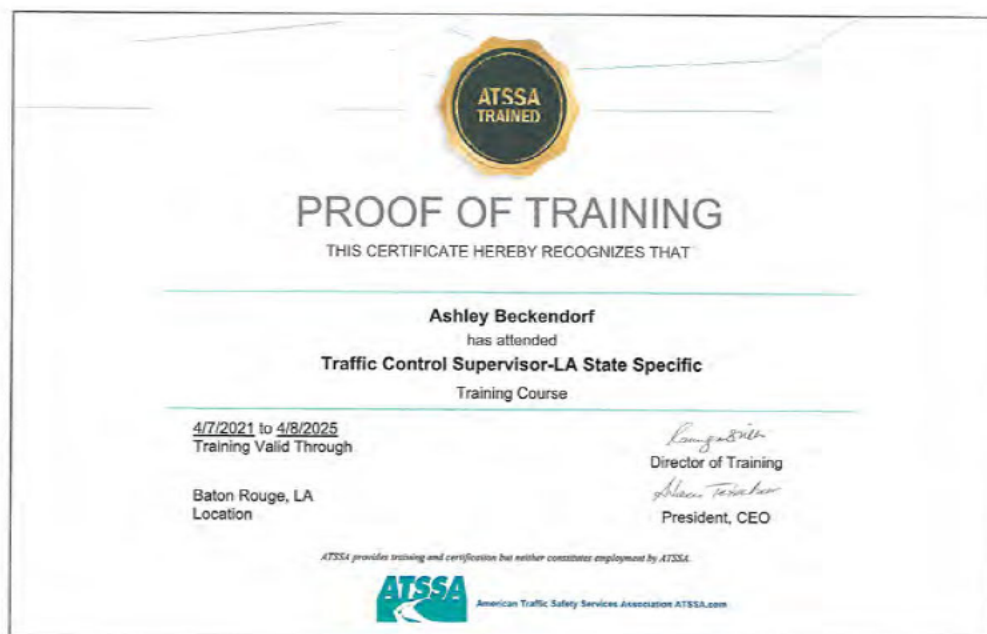 ATSSA
TRAINED
PROOF OF TRAINING
THIS CERTIFICATE HEREBY RECOGNIZES THAT
Ashley Beckendorf
has attended
Traffic Control Supervisor-LA State Specific
Training Course
4/7/2021 to 4/8/2025
Training Valid Through
Director of Training
Baton Rouge, LA
Location
President, CEO
ATSSA provides training and certification but neither constitutes employment by ATSSA.
ATSSA
American Traffic Safety Services Association ATSSA.com